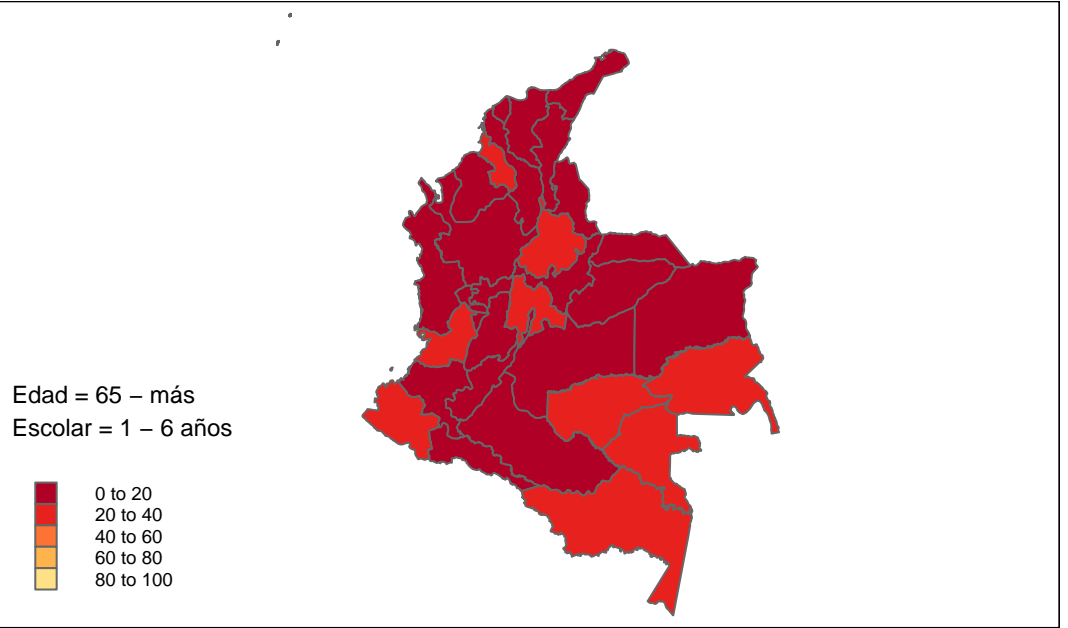 Edad = 65 – más
Escolar = 1 – 6 años
0 to 20
20 to 40
40 to 60
60 to 80
80 to 100